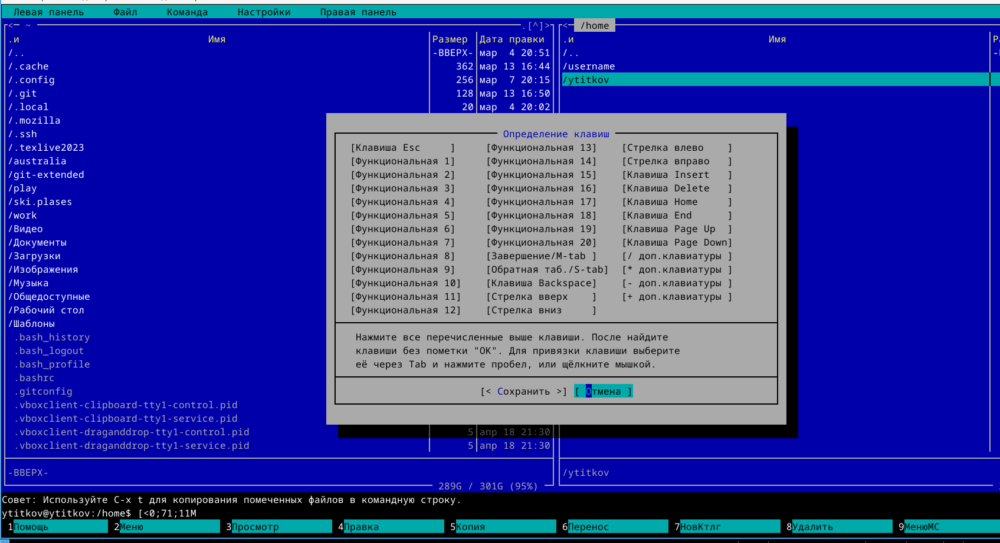 Левая панель Файл Команда Настройки Правая панель
<─ ~ .[^]> <─ /home
.и Имя Размер Дата правки .и Имя
/.. -ВВЕРХ- мар 4 20:51 /..
/.cache 362 мар 13 16:44 /username
/.config 256 мар 7 20:15 /ytitkov
/.git 128 мар 13 16:50
/.local 20 мар 4 20:02
/.mozilla
/.ssh Определение клавиш
/.texlive2023 [Клавиша Esc ] [Функциональная 13] [Стрелка влево ]
/australia [Функциональная 1] [Функциональная 14] [Стрелка вправо ]
/git-extended [Функциональная 2] [Функциональная 15] [Клавиша Insert ]
/play [Функциональная 3] [Функциональная 16] [Клавиша Delete ]
/ski.plases [Функциональная 4] [Функциональная 17] [Клавиша Home ]
/work [Функциональная 5] [Функциональная 18] [Клавиша End ]
/Видео [Функциональная 6] [Функциональная 19] [Клавиша Page Up ]
/Документы [Функциональная 7] [Функциональная 20] [Клавиша Page Down]
/Загрузки [Функциональная 8] [Завершение/M-tab ] [/ доп.клавиатуры ]
/Изображения [Функциональная 9] [Обратная таб./S-tab] [* доп.клавиатуры ]
/Музыка [Функциональная 10] [Клавиша Backspace] [- доп.клавиатуры ]
/Общедоступные [Функциональная 11] [Стрелка вверх ] [+ доп.клавиатуры ]
/Рабочий стол [Функциональная 12] [Стрелка вниз ]
/Шаблоны
.bash_history Нажмите все перечисленные выше клавиши. После найдите
.bash_logout клавиши без пометки "OK". Для привязки клавиши выберите
.bash_profile её через Tab и нажмите пробел, или щёлкните мышкой.
.bashrc
.gitconfig [< Сохранить >] [ Отмена ]
.vboxclient-clipboard-tty1-control.pid
.vboxclient-clipboard-tty1-service.pid
.vboxclient-draganddrop-tty1-control.pid 5 апр 18 21:30
.vboxclient-draganddrop-tty1-service.pid 5 апр 18 21:30
-ВВЕРХ- /ytitkov
289G / 301G (95%)
Совет: Используйте C-x t для копирования помеченных файлов в командную строку.
ytitkov@ytitkov:/home$ [<0;71;11M
1Помощь 2Меню 3Просмотр 4Правка 5Копия 6Перенос 7НовКтлг 8Удалить 9МенюМС